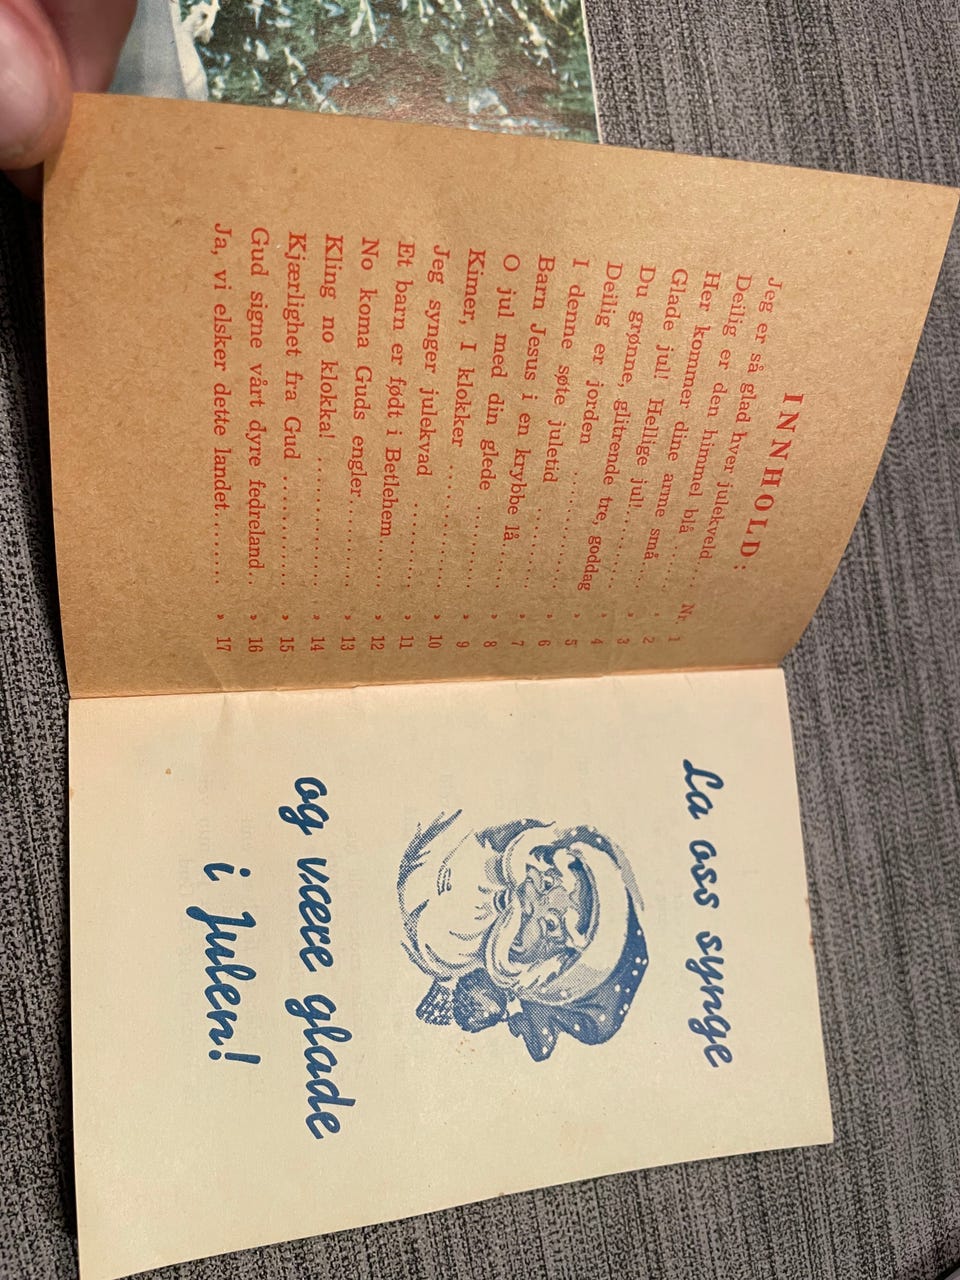 INNHOLD:
Jeg er så glad hver julekveld.... Nr. 1
Deilig er den himmel blå ..... » 2
Her kommer dine arme små .... » 3
Glade jul! Hellige jul!........ » 4
Du grønne, glitrende tre, goddag » 5
Deilig er jorden ............. » 6
I denne søte juletid .......... » 7
Barn Jesus i en krybbe lå..... » 8
O jul med din glede .......... » 9
Kimer, I klokker ............. » 10
Jeg synger julekvad .......... » 11
Et barn er født i Betlehem.... » 12
No koma Guds engler......... » 13
Kling no klokka! ............. » 14
Kjærlighet fra Gud ........... » 15
Gud signe vårt dyre fedreland.. » 16
Ja, vi elsker dette landet....... » 17
La oss synge
og være glade
i Julen!